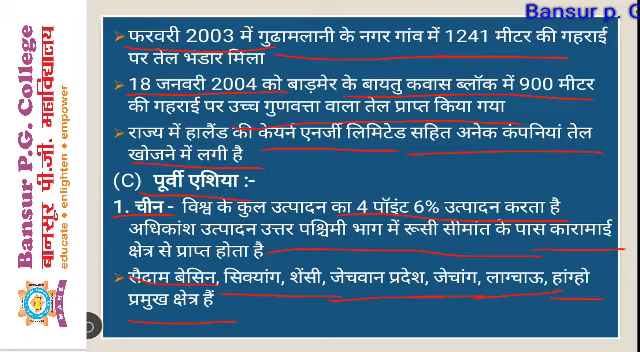 Bansur p. G
➢ फरवरी 2003 में गुढामलानी के नगर गांव में 1241 मीटर की गहराई
पर तेल भंडार मिला
➢ 18 जनवरी 2004 को बाड़मेर के बायतु कवास ब्लॉक में 900 मीटर
की गहराई पर उच्च गुणवत्ता वाला तेल प्राप्त किया गया
➢ राज्य में हालैंड की केयर्न एनर्जी लिमिटेड सहित अनेक कंपनियां तेल
खोजने में लगी है
(C) पूर्वी एशिया :-
1. चीन - विश्व के कुल उत्पादन का 4 पॉइंट 6% उत्पादन करता है
अधिकांश उत्पादन उत्तर पश्चिमी भाग में रूसी सीमांत के पास कारामाई
क्षेत्र से प्राप्त होता है
➢ सैदाम बेसिन, सिक्यांग, शेंसी, जेचवान प्रदेश, जेचांग, लाग्चाऊ, हांग्हो
प्रमुख क्षेत्र हैं
Bansur P.G. College
बानसूर पी.जी. महाविद्यालय
educate • enlighten • empower